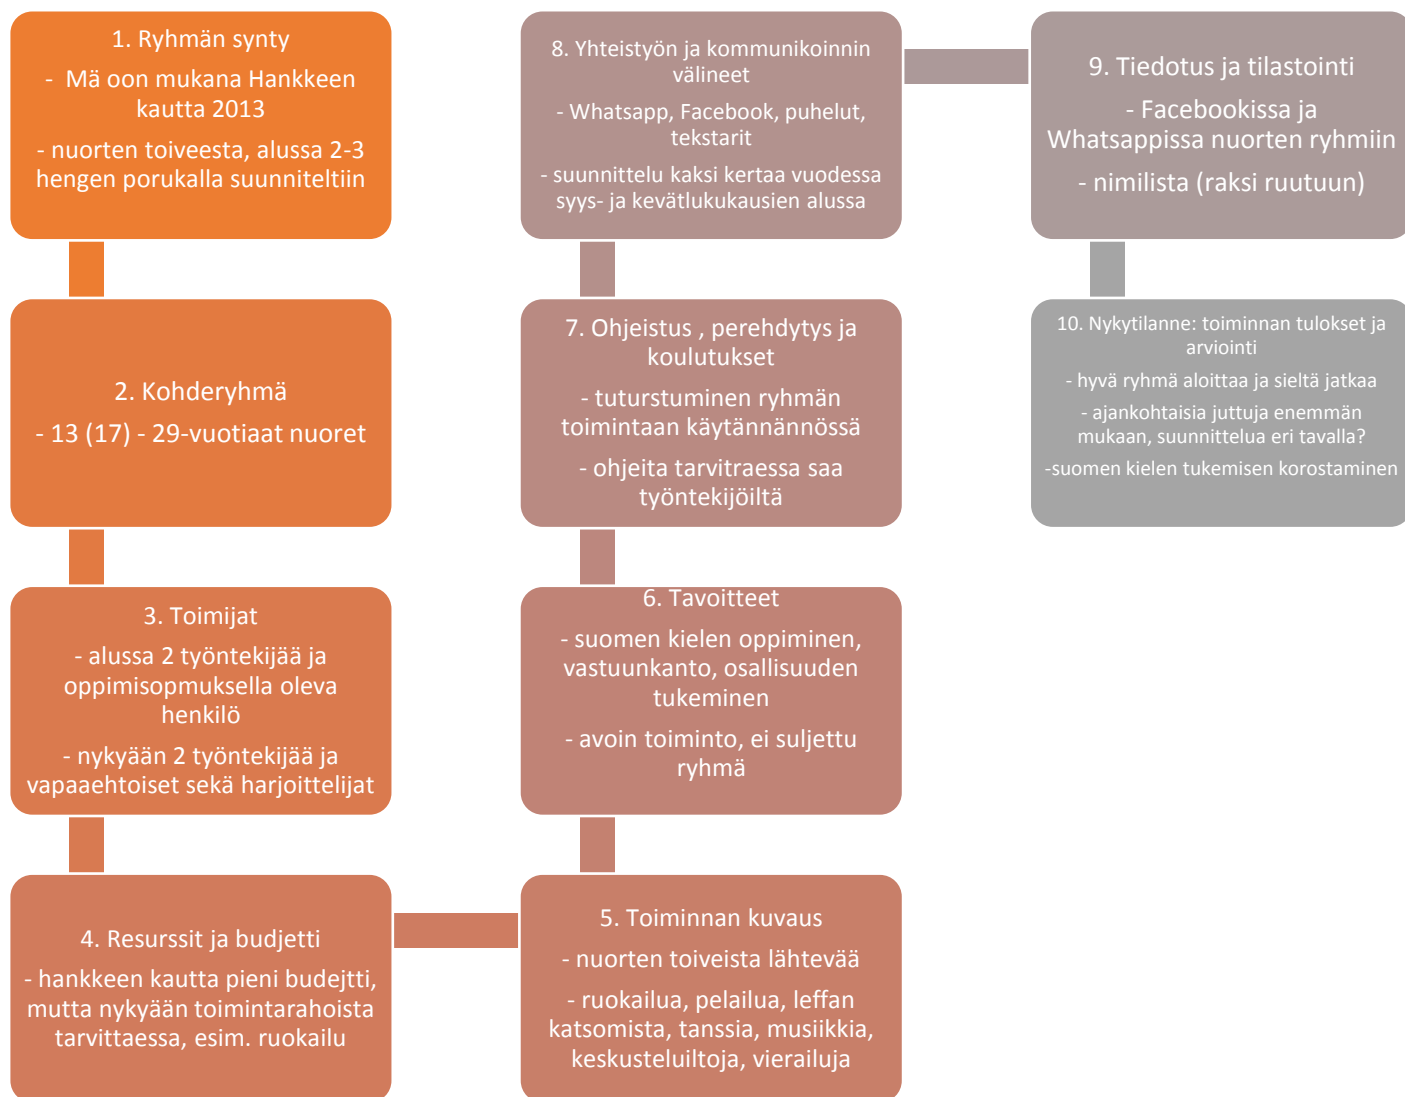 1. Ryhmän synty
- Mä oon mukana Hankkeen
kautta 2013
- nuorten toiveesta, alussa 2-3
hengen porukalla suunniteltiin
2. Kohderyhmä
- 13 (17) - 29-vuotiaat nuoret
3. Toimijat
- alussa 2 työntekijää ja
oppimisopmuksella oleva
henkilö
- nykyään 2 työntekijää ja
vapaaehtoiset sekä harjoittelijat
4. Resurssit ja budjetti
- hankkeen kautta pieni budejtti,
mutta nykyään toimintarahoista
tarvittaessa, esim. ruokailu
5. Toiminnan kuvaus
- nuorten toiveista lähtevää
- ruokailua, pelailua, leffan
katsomista, tanssia, musiikkia,
keskusteluiltoja, vierailuja
6. Tavoitteet
- suomen kielen oppiminen,
vastuunkanto, osallisuuden
tukeminen
- avoin toiminto, ei suljettu
ryhmä
7. Ohjeistus , perehdytys ja
koulutukset
- tuturstuminen ryhmän
toimintaan käytännännössä
- ohjeita tarvitraessa saa
työntekijöiltä
8. Yhteistyön ja kommunikoinnin
välineet
- Whatsapp, Facebook, puhelut,
tekstarit
- suunnittelu kaksi kertaa vuodessa
syys- ja kevätlukukausien alussa
9. Tiedotus ja tilastointi
- Facebookissa ja
Whatsappissa nuorten ryhmiin
- nimilista (raksi ruutuun)
10. Nykytilanne: toiminnan tulokset ja
arviointi
- hyvä ryhmä aloittaa ja sieltä jatkaa
- ajankohtaisia juttuja enemmän
mukaan, suunnittelua eri tavalla?
-suomen kielen tukemisen korostaminen